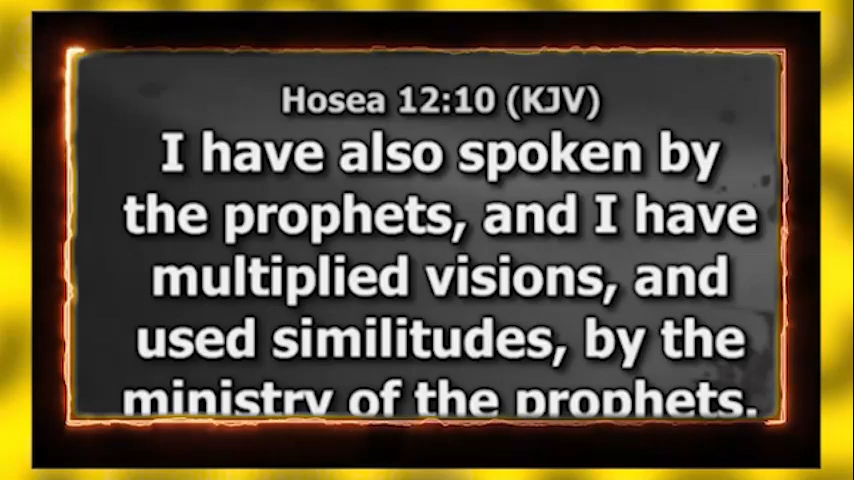 Hosea 12:10 (KJV)
I have also spoken by
the prophets, and I have
multiplied visions, and
used similitudes, by the
ministry of the prophets.